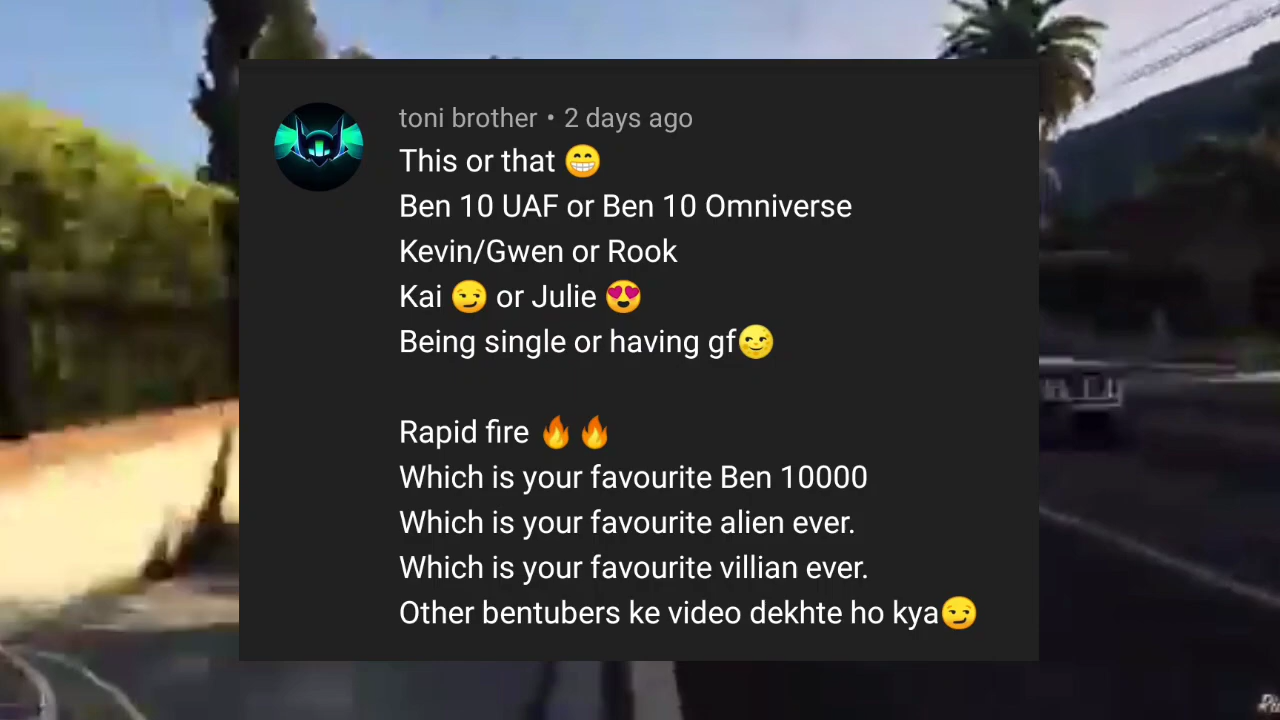 toni brother • 2 days ago
This or that 😁
Ben 10 UAF or Ben 10 Omniverse
Kevin/Gwen or Rook
Kai 😏 or Julie 😍
Being single or having gf🌝
Rapid fire 🔥🔥
Which is your favourite Ben 10000
Which is your favourite alien ever.
Which is your favourite villian ever.
Other bentubers ke video dekhte ho kya😏